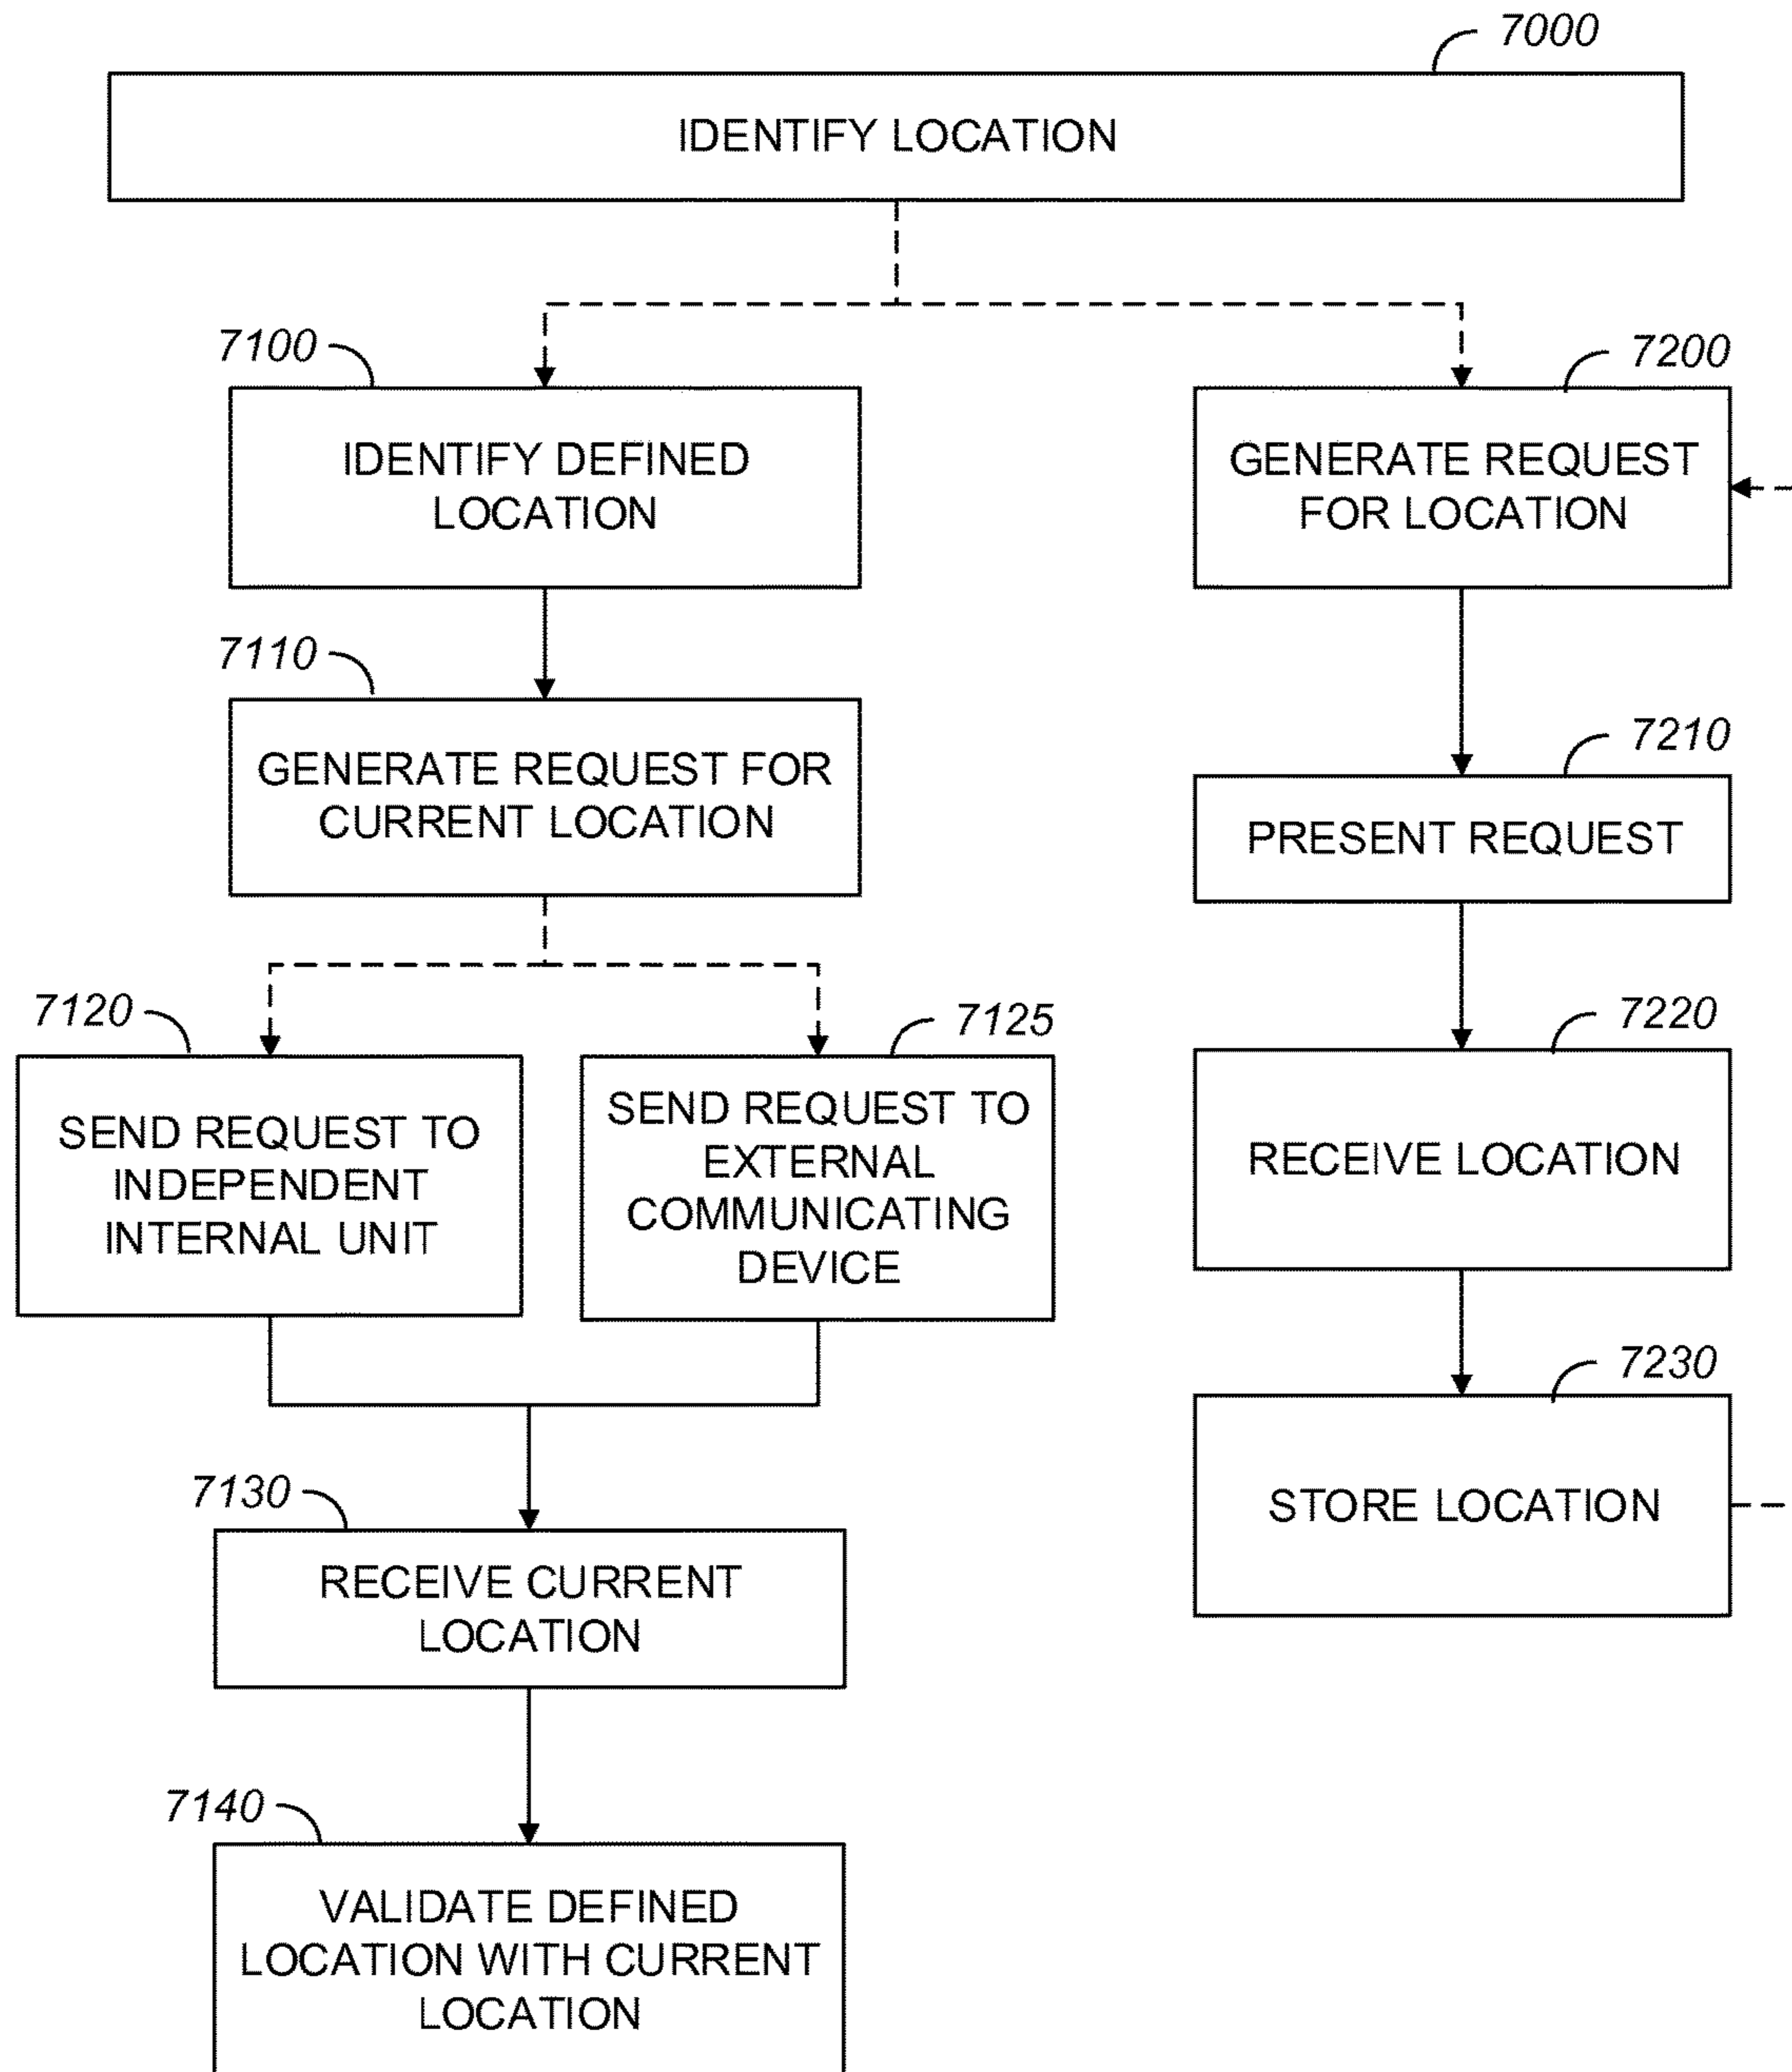 7000
IDENTIFY LOCATION
7100
IDENTIFY DEFINED
LOCATION
7110
GENERATE REQUEST FOR
CURRENT LOCATION
7120
SEND REQUEST TO
INDEPENDENT
INTERNAL UNIT
7125
SEND REQUEST TO
EXTERNAL
COMMUNICATING
DEVICE
7130
RECEIVE CURRENT
LOCATION
7140
VALIDATE DEFINED
LOCATION WITH CURRENT
LOCATION
7200
GENERATE REQUEST
FOR LOCATION
7210
PRESENT REQUEST
7220
RECEIVE LOCATION
7230
STORE LOCATION